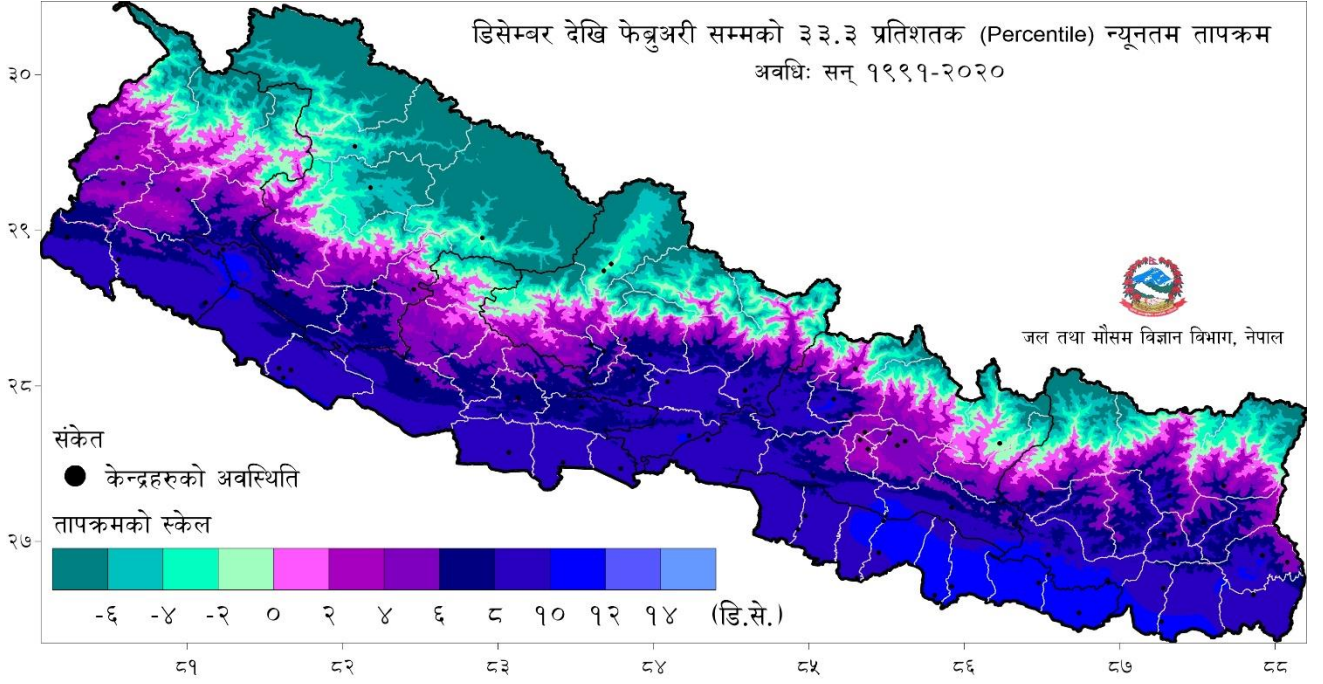 डिसेम्बर देखि फेब्रुअरी सम्मको ३३.३ प्रतिशतक (Percentile) न्यूनतम तापक्रम
अवधिः सन् १९९१-२०२०
३०
२९
जल तथा मौसम विज्ञान विभाग, नेपाल
२८
संकेत
केन्द्रहरुको अवस्थिति
तापक्रमको स्केल
२७
-६ -४ -२ ० २ ४ ६ ८ १० १२ १४ (डि.से.)
८१ ८२ ८३ ८४ ८५ ८६ ८७ ८८